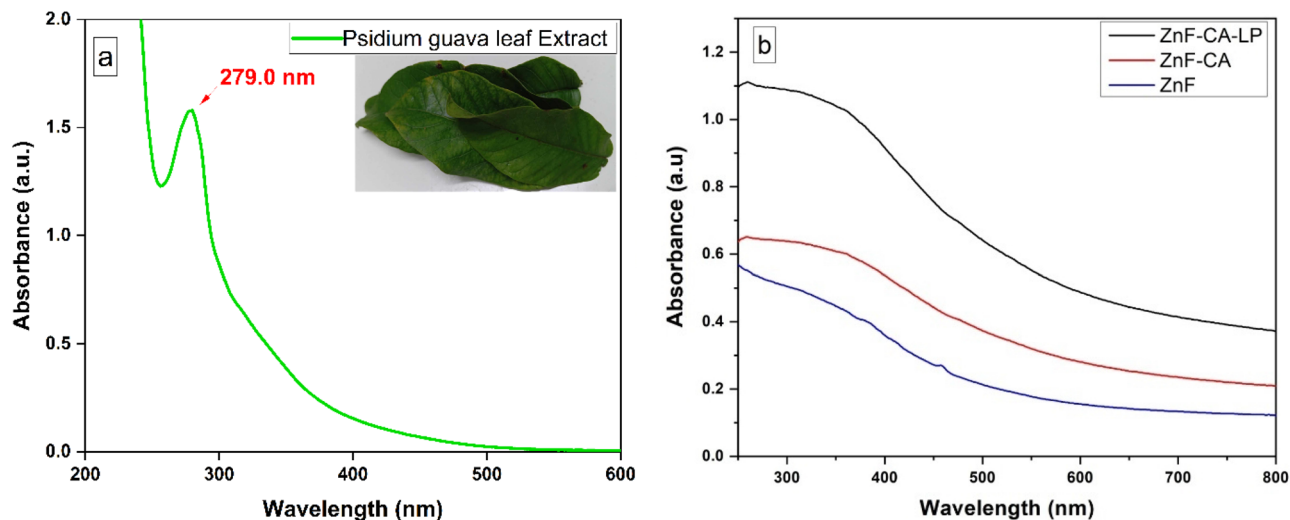 a
Psidium guava leaf Extract
279.0 nm
2.0
1.5
1.0
0.5
0.0
Absorbance (a.u.)
200 300 400 500 600
Wavelength (nm)
b
ZnF-CA-LP
ZnF-CA
ZnF
1.2
1.0
0.8
0.6
0.4
0.2
0.0
Absorbance (a.u)
300 400 500 600 700 800
Wavelength (nm)